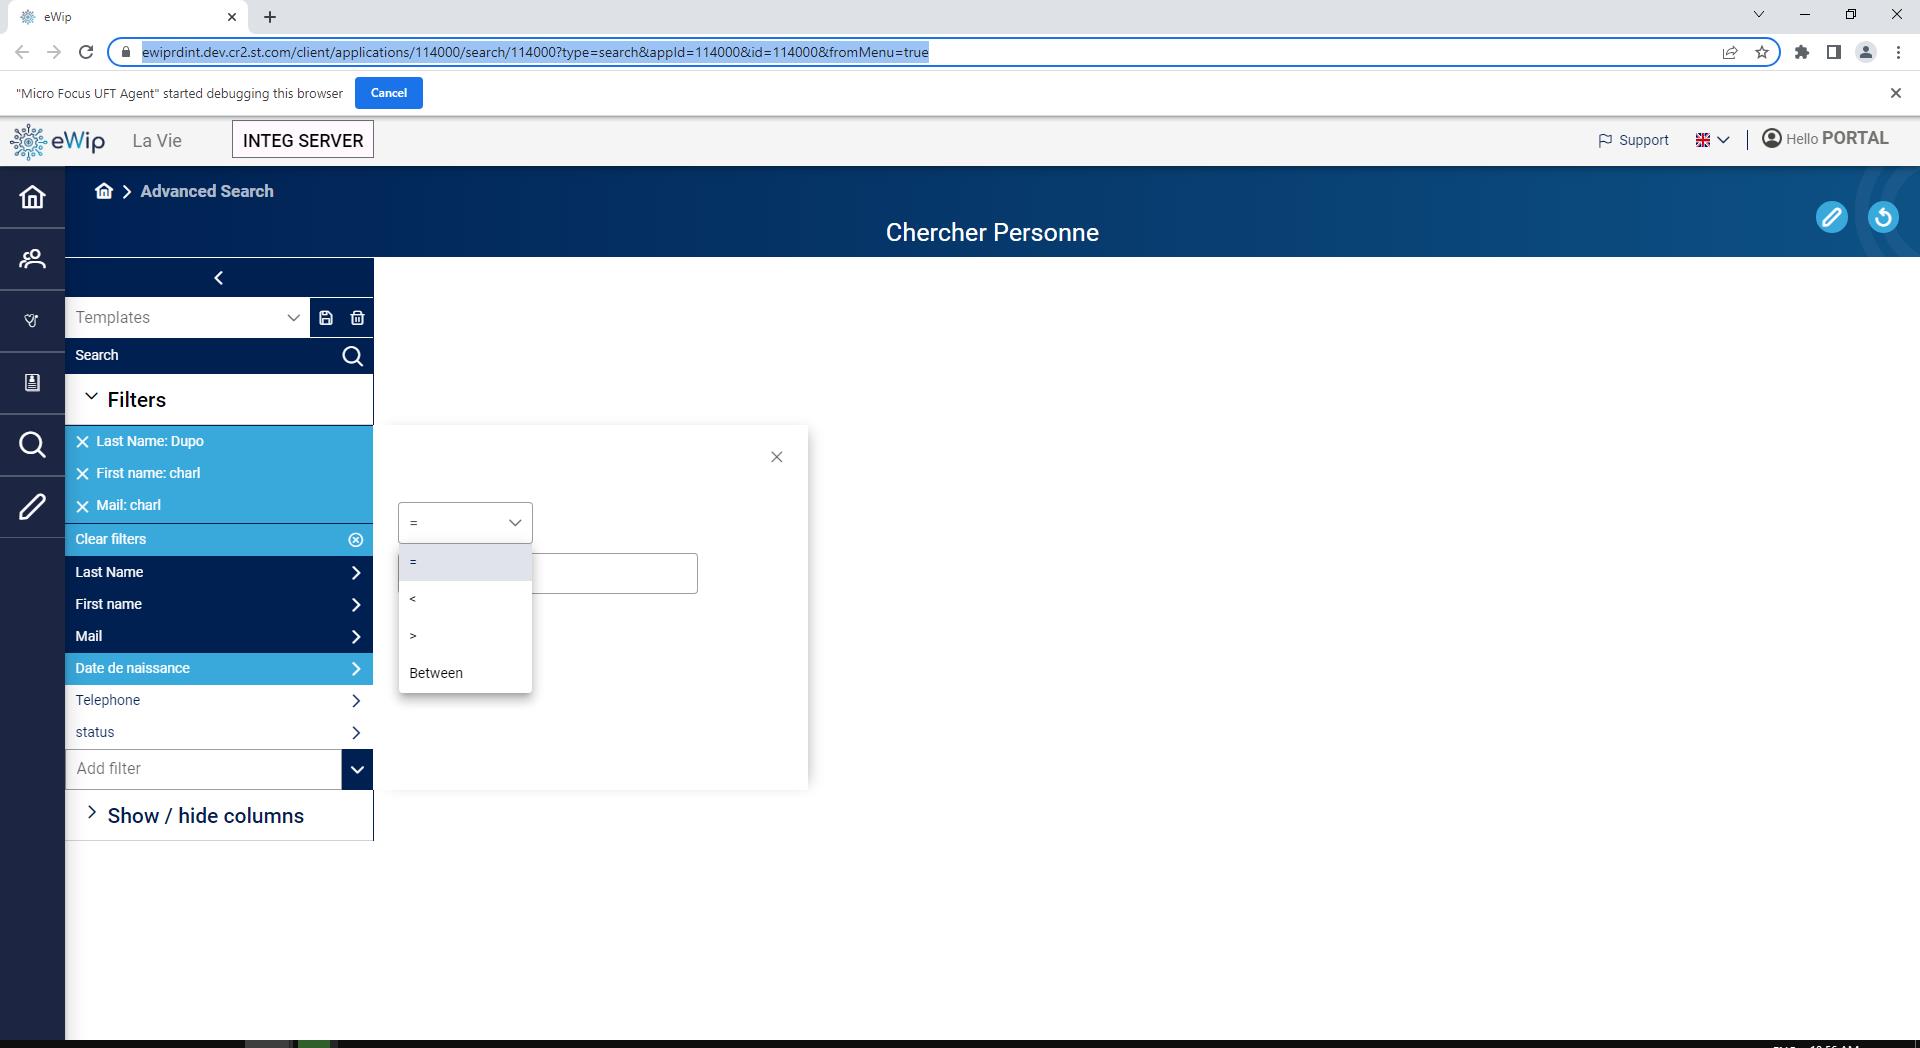 eWip
ewiprdint.dev.cr2.st.com/client/applications/114000/search/114000?type=search&appId=114000&id=114000&fromMenu=true
"Micro Focus UFT Agent" started debugging this browser
Cancel
eWip
La Vie
INTEG SERVER
Support
Hello PORTAL
Advanced Search
Chercher Personne
Templates
Search
Filters
Last Name: Dupo
First name: charl
Mail: charl
Clear filters
Last Name
First name
Mail
Date de naissance
Telephone
status
Add filter
Show / hide columns
=
=
<
>
Between